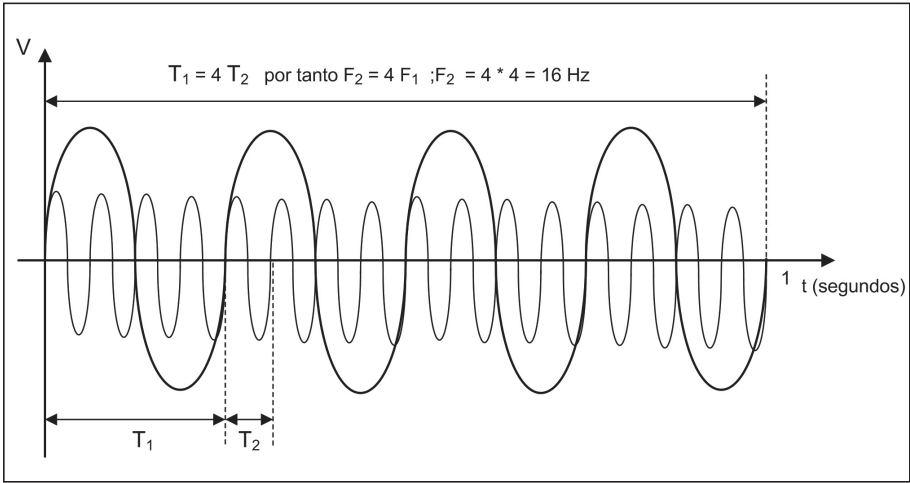 V
T₁ = 4 T₂ por tanto F₂ = 4 F₁ ;F₂ = 4 * 4 = 16 Hz
1 t (segundos)
T₁ T₂